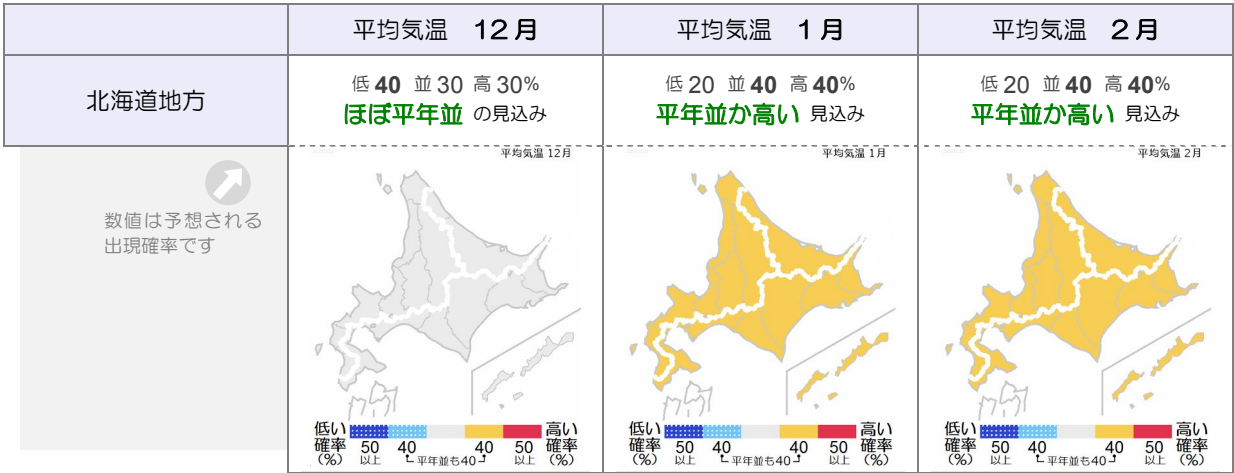 平均気温 12月
平均気温 1月
平均気温 2月
北海道地方
低40 並30 高30%
ほぼ平年並 の見込み
低20 並40 高40%
平年並か高い 見込み
低20 並40 高40%
平年並か高い 見込み
数値は予想される
出現確率です
平均気温 12月
低い
確率
(%)
50
以上
40
平年並も40
40
50
以上
高い
確率
(%)
平均気温 1月
低い
確率
(%)
50
以上
40
平年並も40
40
50
以上
高い
確率
(%)
平均気温 2月
低い
確率
(%)
50
以上
40
平年並も40
40
50
以上
高い
確率
(%)